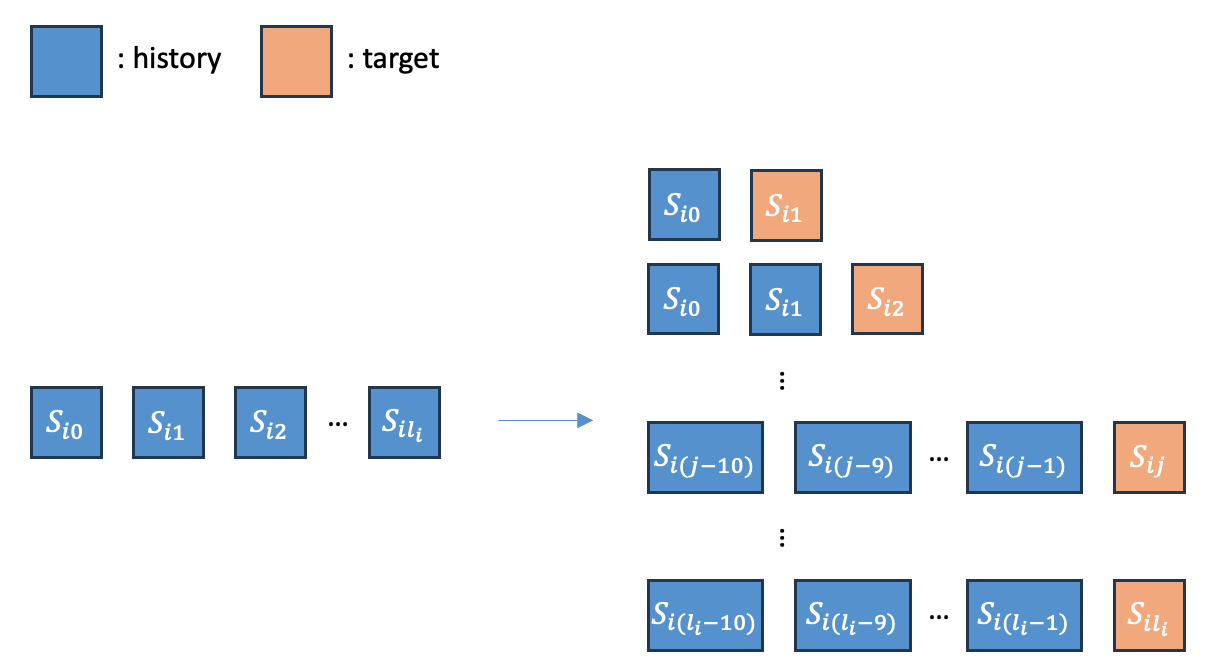 : history : target
S_{i0} S_{i1}
S_{i0} S_{i1} S_{i2}
⋮
S_{i0} S_{i1} S_{i2} ... S_{il_i}
S_{i(j−10)} S_{i(j−9)} ... S_{i(j−1)} S_{ij}
⋮
S_{i(l_i−10)} S_{i(l_i−9)} ... S_{i(l_i−1)} S_{il_i}